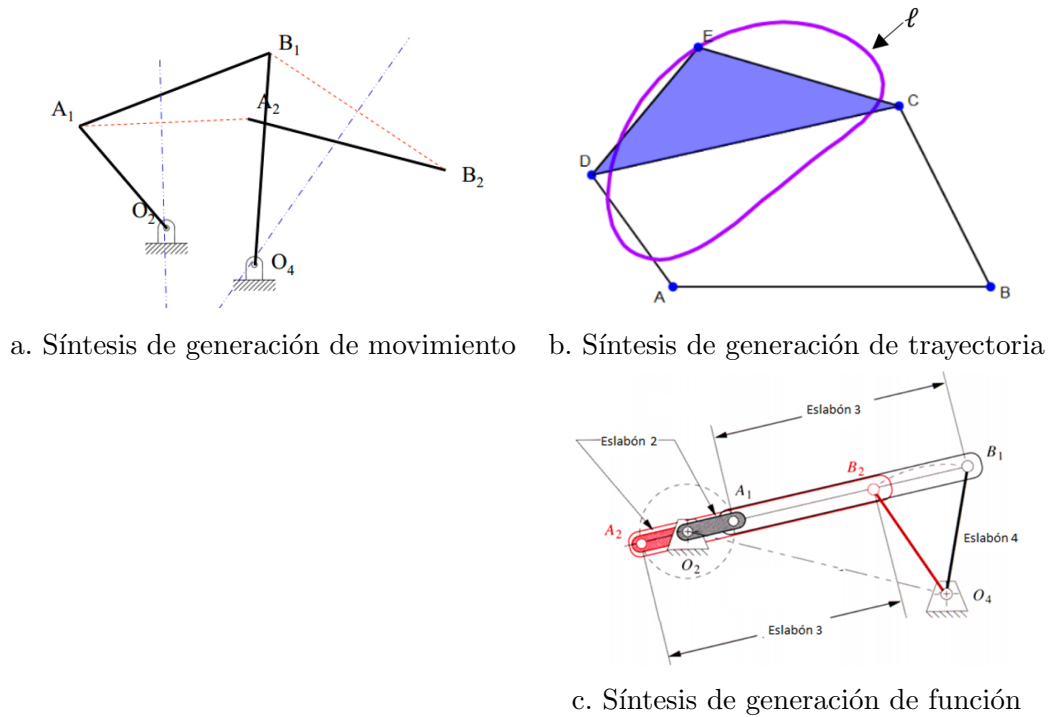 B₁
A₁
A₂
B₂
O₂
O₄
ℓ
E
C
D
A
B
a. Síntesis de generación de movimiento
b. Síntesis de generación de trayectoria
Eslabón 3
Eslabón 2
B₁
B₂
A₁
A₂
Eslabón 4
O₂
O₄
Eslabón 3
c. Síntesis de generación de función